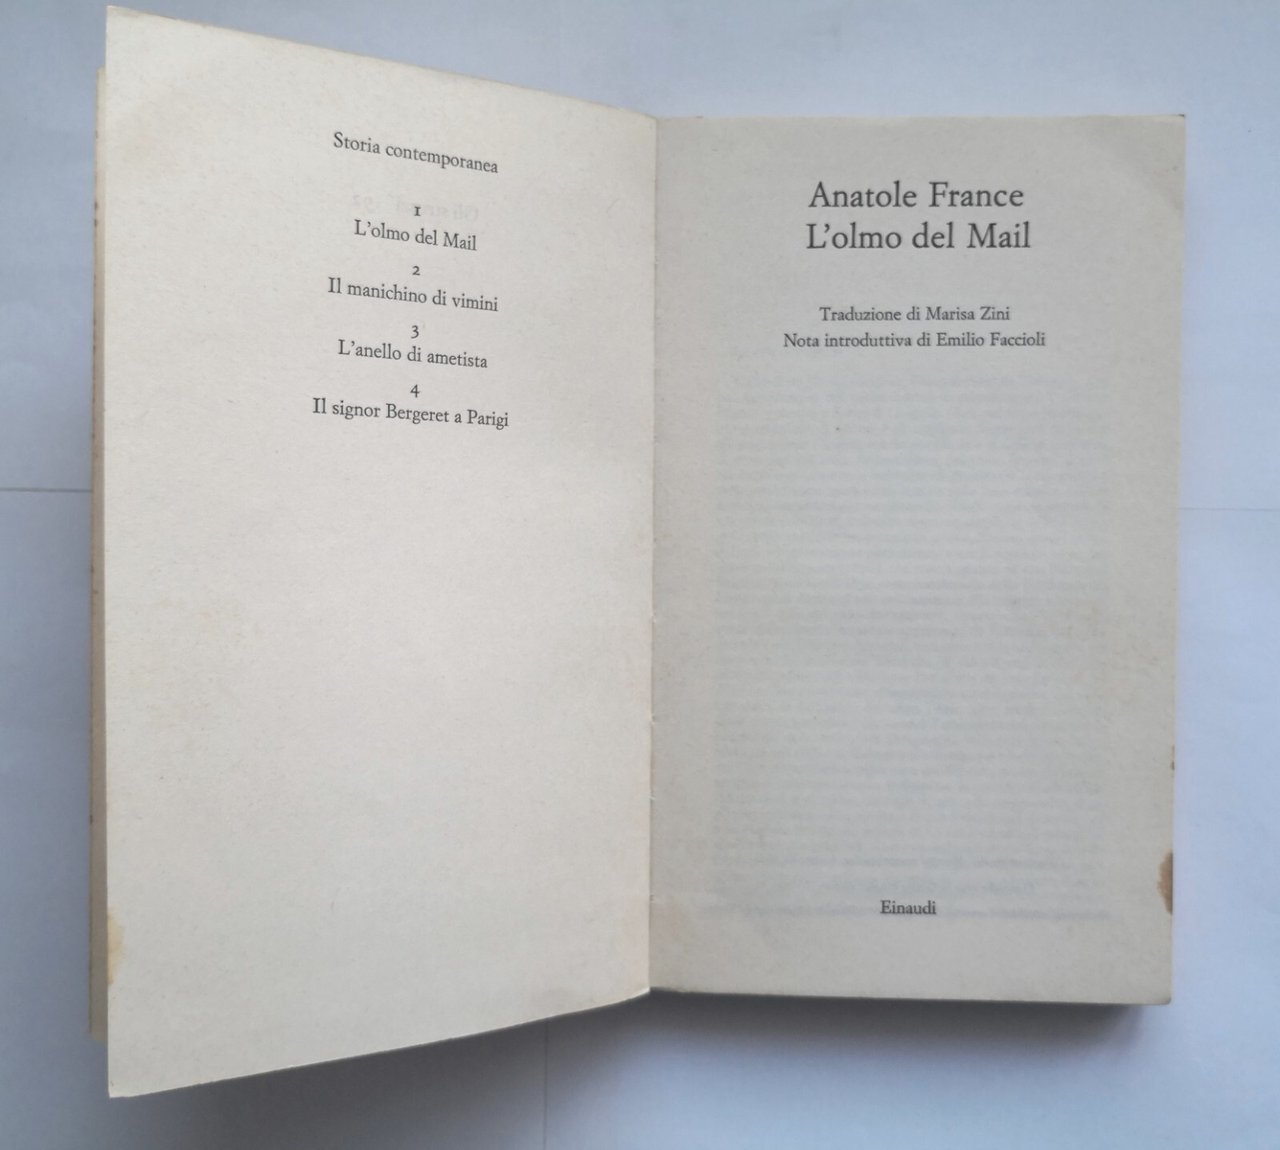 Storia contemporanea
1
L'olmo del Mail
2
Il manichino di vimini
3
L'anello di ametista
4
Il signor Bergeret a Parigi
Anatole France
L'olmo del Mail
Traduzione di Marisa Zini
Nota introduttiva di Emilio Faccioli
Einaudi